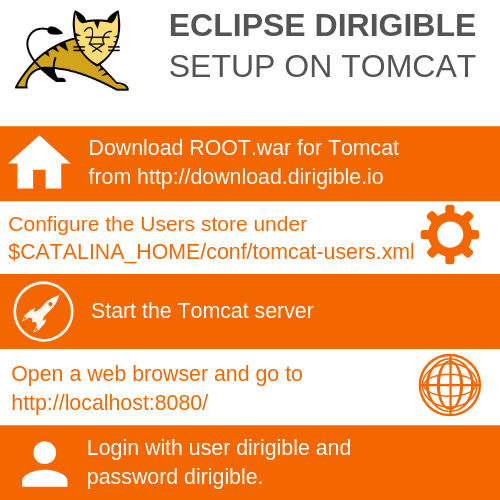 ECLIPSE DIRIGIBLE
SETUP ON TOMCAT
Download ROOT.war for Tomcat
from http://download.dirigible.io
Configure the Users store under
$CATALINA_HOME/conf/tomcat-users.xml
Start the Tomcat server
Open a web browser and go to
http://localhost:8080/
Login with user dirigible and
password dirigible.